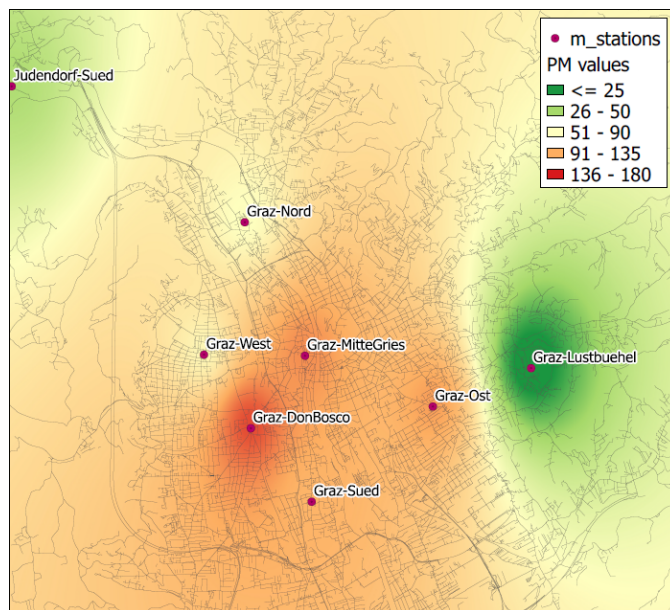 m_stations
PM values
<= 25
26 - 50
51 - 90
91 - 135
136 - 180
Judendorf-Sued
Graz-Nord
Graz-West
Graz-MitteGries
Graz-Lustbuehel
Graz-Ost
Graz-DonBosco
Graz-Sued